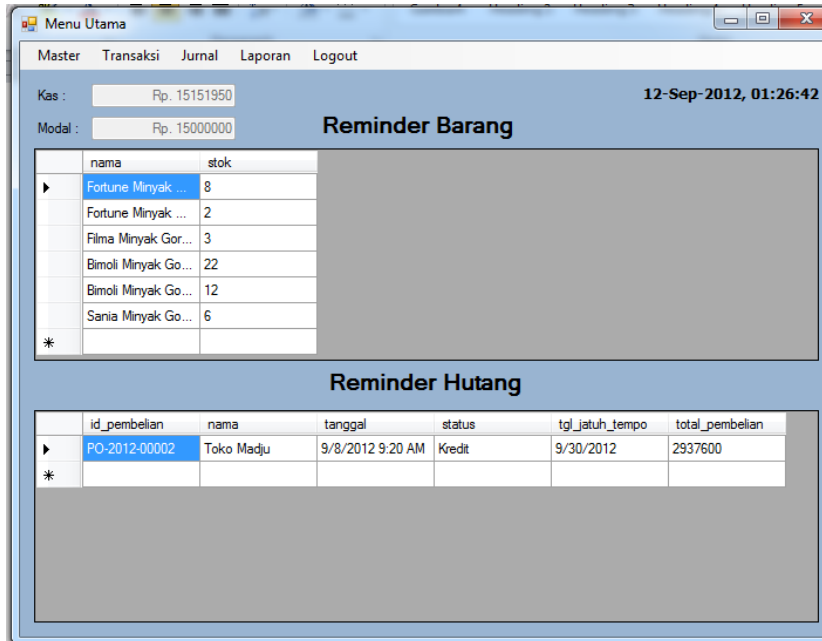 Menu Utama
Master Transaksi Jurnal Laporan Logout
Kas : Rp. 15151950 12-Sep-2012, 01:26:42
Modal : Rp. 15000000
Reminder Barang
nama stok
Fortune Minyak ... 8
Fortune Minyak ... 2
Filma Minyak Gor... 3
Bimoli Minyak Go... 22
Bimoli Minyak Go... 12
Sania Minyak Go... 6
Reminder Hutang
id_pembelian nama tanggal status tgl_jatuh_tempo total_pembelian
PO-2012-00002 Toko Madju 9/8/2012 9:20 AM Kredit 9/30/2012 2937600